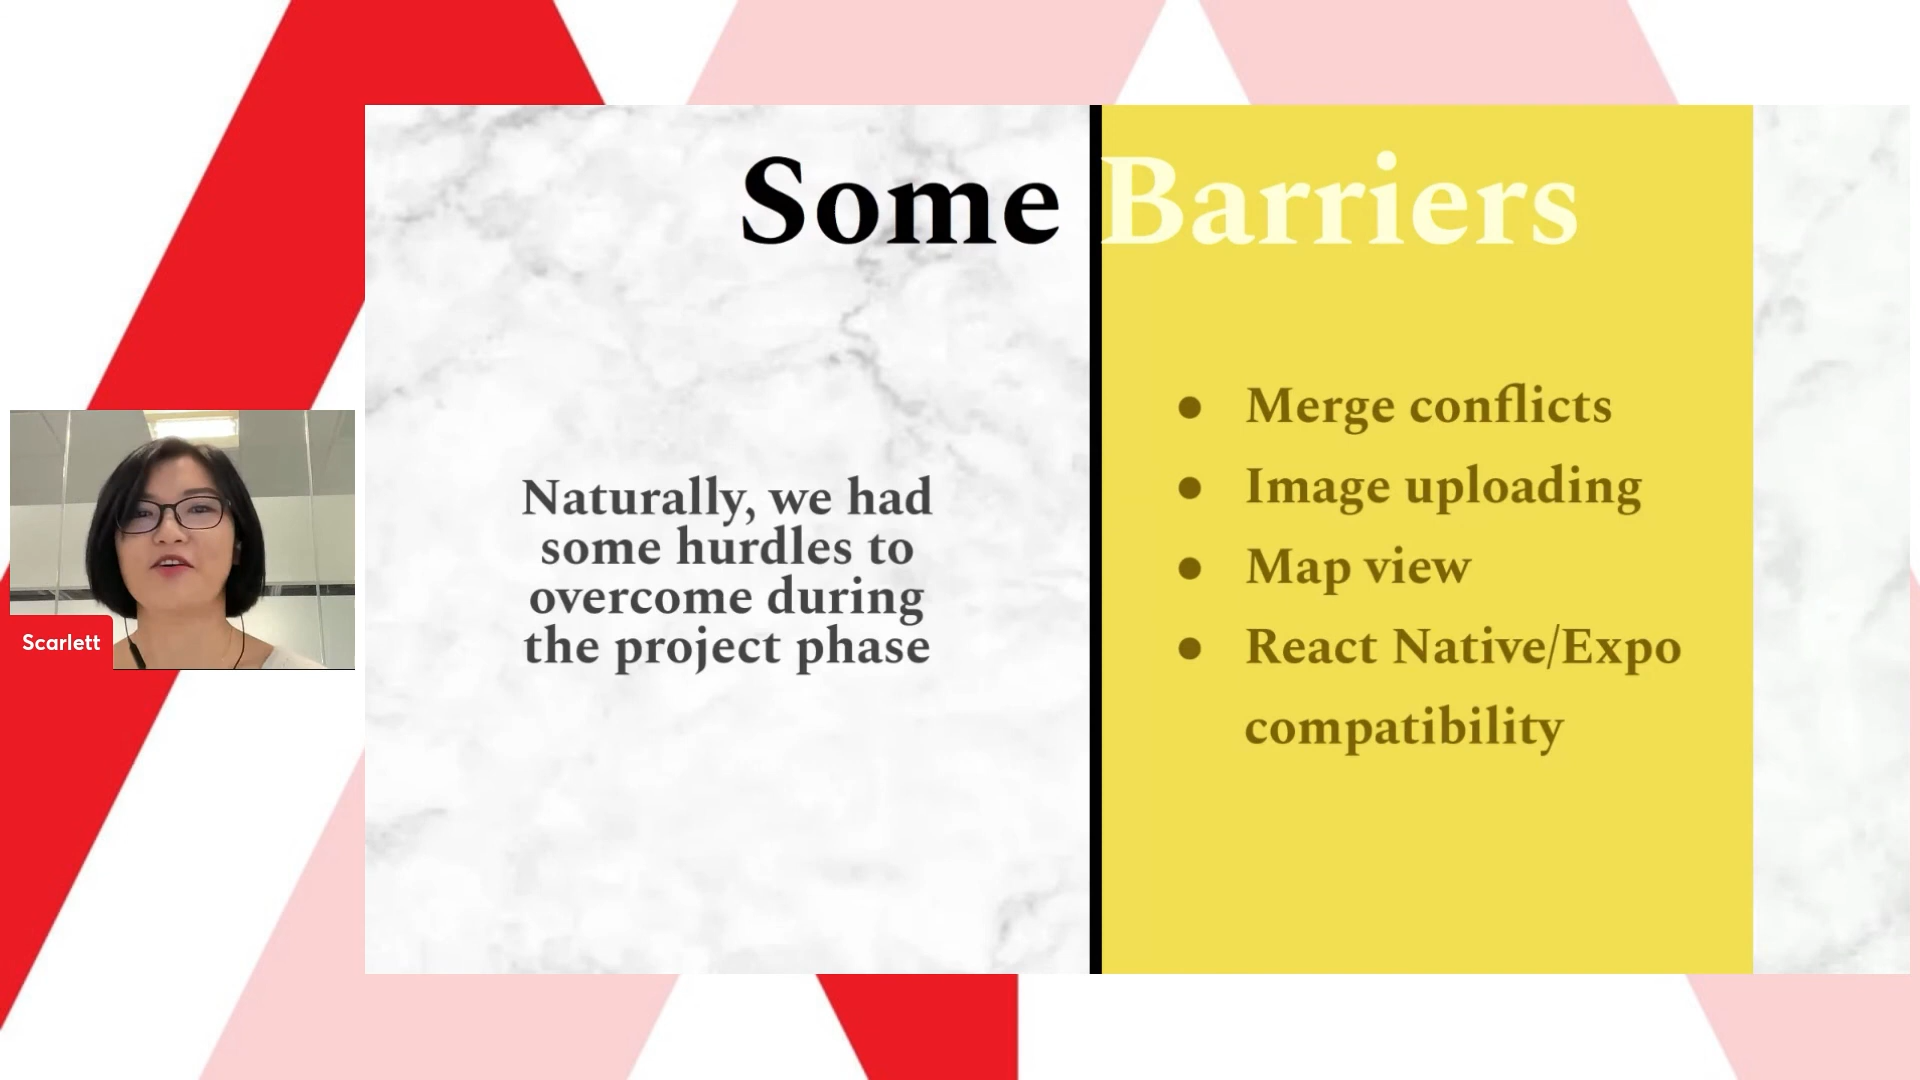 Some Barriers
Naturally, we had
some hurdles to
overcome during
the project phase
● Merge conflicts
● Image uploading
● Map view
● React Native/Expo
compatibility
Scarlett